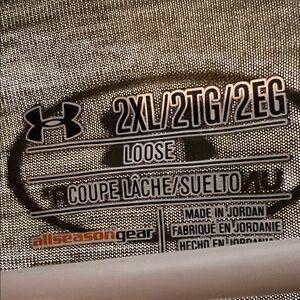 2XL/2TG/2EG
LOOSE
COUPE LÂCHE/SUELTO
MADE IN JORDAN
allseasongear FABRIQUÉ EN JORDANIE
HECHO EN JORDANIA